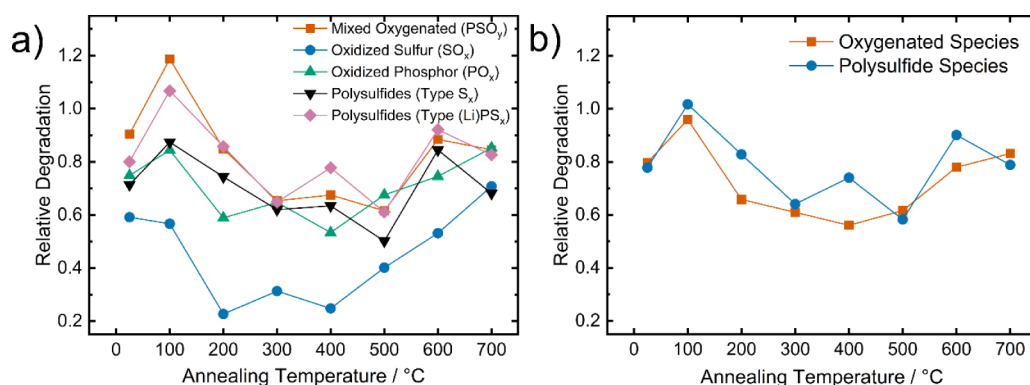 a)
Mixed Oxygenated (PSOy)
Oxidized Sulfur (SOx)
Oxidized Phosphor (POx)
Polysulfides (Type Sx)
Polysulfides (Type (Li)PSx)
1.2
1.0
0.8
0.6
0.4
0.2
Relative Degradation
0 100 200 300 400 500 600 700
Annealing Temperature / °C
b)
Oxygenated Species
Polysulfide Species
1.2
1.0
0.8
0.6
0.4
0.2
Relative Degradation
0 100 200 300 400 500 600 700
Annealing Temperature / °C